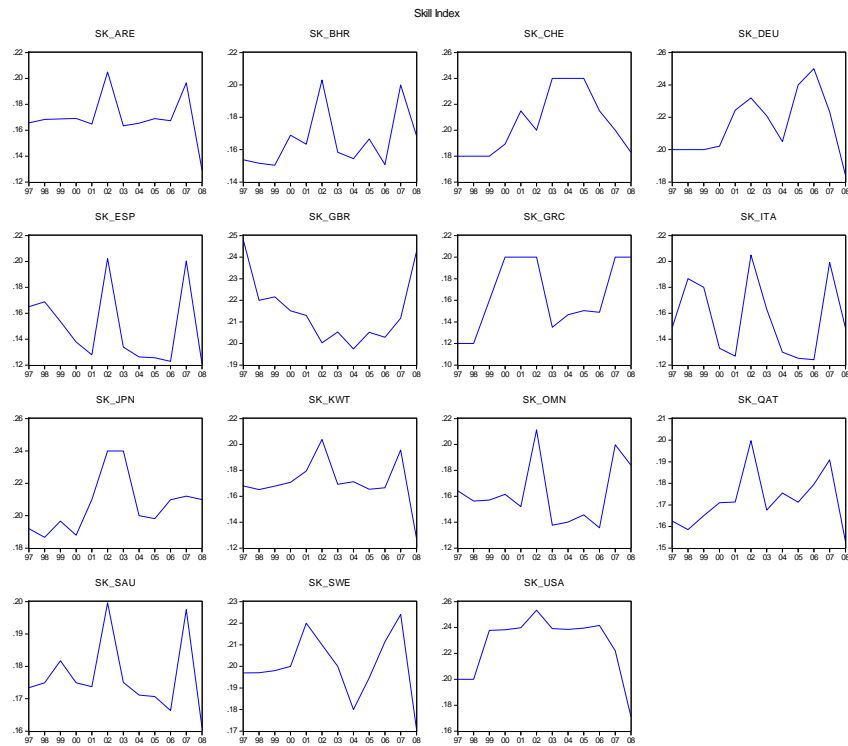 Skill Index
SK_ARE
.22
.20
.18
.16
.14
.12
97 98 99 00 01 02 03 04 05 06 07 08
SK_BHR
.22
.20
.18
.16
.14
97 98 99 00 01 02 03 04 05 06 07 08
SK_CHE
.26
.24
.22
.20
.18
.16
97 98 99 00 01 02 03 04 05 06 07 08
SK_DEU
.26
.24
.22
.20
.18
97 98 99 00 01 02 03 04 05 06 07 08
SK_ESP
.22
.20
.18
.16
.14
.12
97 98 99 00 01 02 03 04 05 06 07 08
SK_GBR
.25
.24
.23
.22
.21
.20
.19
97 98 99 00 01 02 03 04 05 06 07 08
SK_GRC
.22
.20
.18
.16
.14
.12
.10
97 98 99 00 01 02 03 04 05 06 07 08
SK_ITA
.22
.20
.18
.16
.14
.12
97 98 99 00 01 02 03 04 05 06 07 08
SK_JPN
.26
.24
.22
.20
.18
97 98 99 00 01 02 03 04 05 06 07 08
SK_KWT
.22
.20
.18
.16
.14
.12
97 98 99 00 01 02 03 04 05 06 07 08
SK_OMN
.22
.20
.18
.16
.14
.12
97 98 99 00 01 02 03 04 05 06 07 08
SK_QAT
.21
.20
.19
.18
.17
.16
.15
97 98 99 00 01 02 03 04 05 06 07 08
SK_SAU
.20
.19
.18
.17
.16
97 98 99 00 01 02 03 04 05 06 07 08
SK_SWE
.23
.22
.21
.20
.19
.18
.17
97 98 99 00 01 02 03 04 05 06 07 08
SK_USA
.26
.24
.22
.20
.18
.16
97 98 99 00 01 02 03 04 05 06 07 08